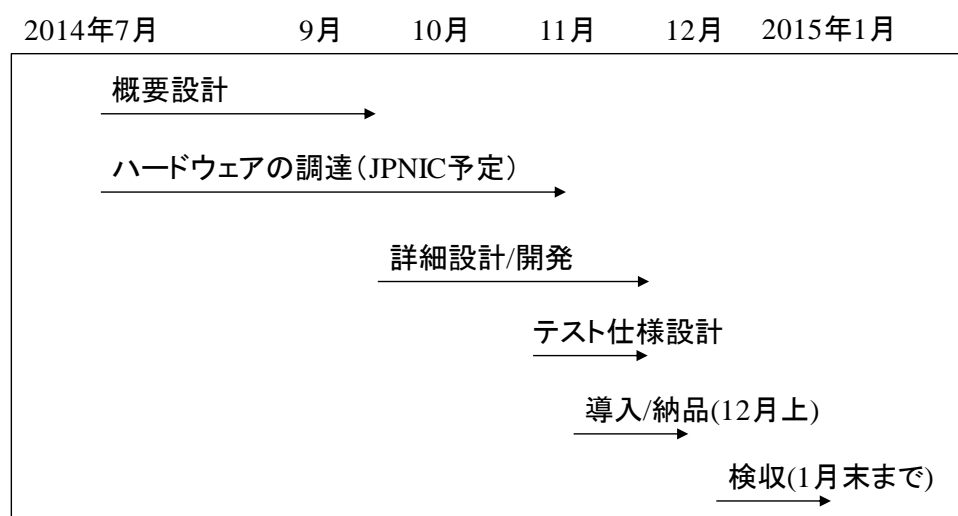 2014年7月 9月 10月 11月 12月 2015年1月
概要設計
ハードウェアの調達（JPNIC予定）
詳細設計/開発
テスト仕様設計
導入/納品(12月上)
検収(1月末まで)